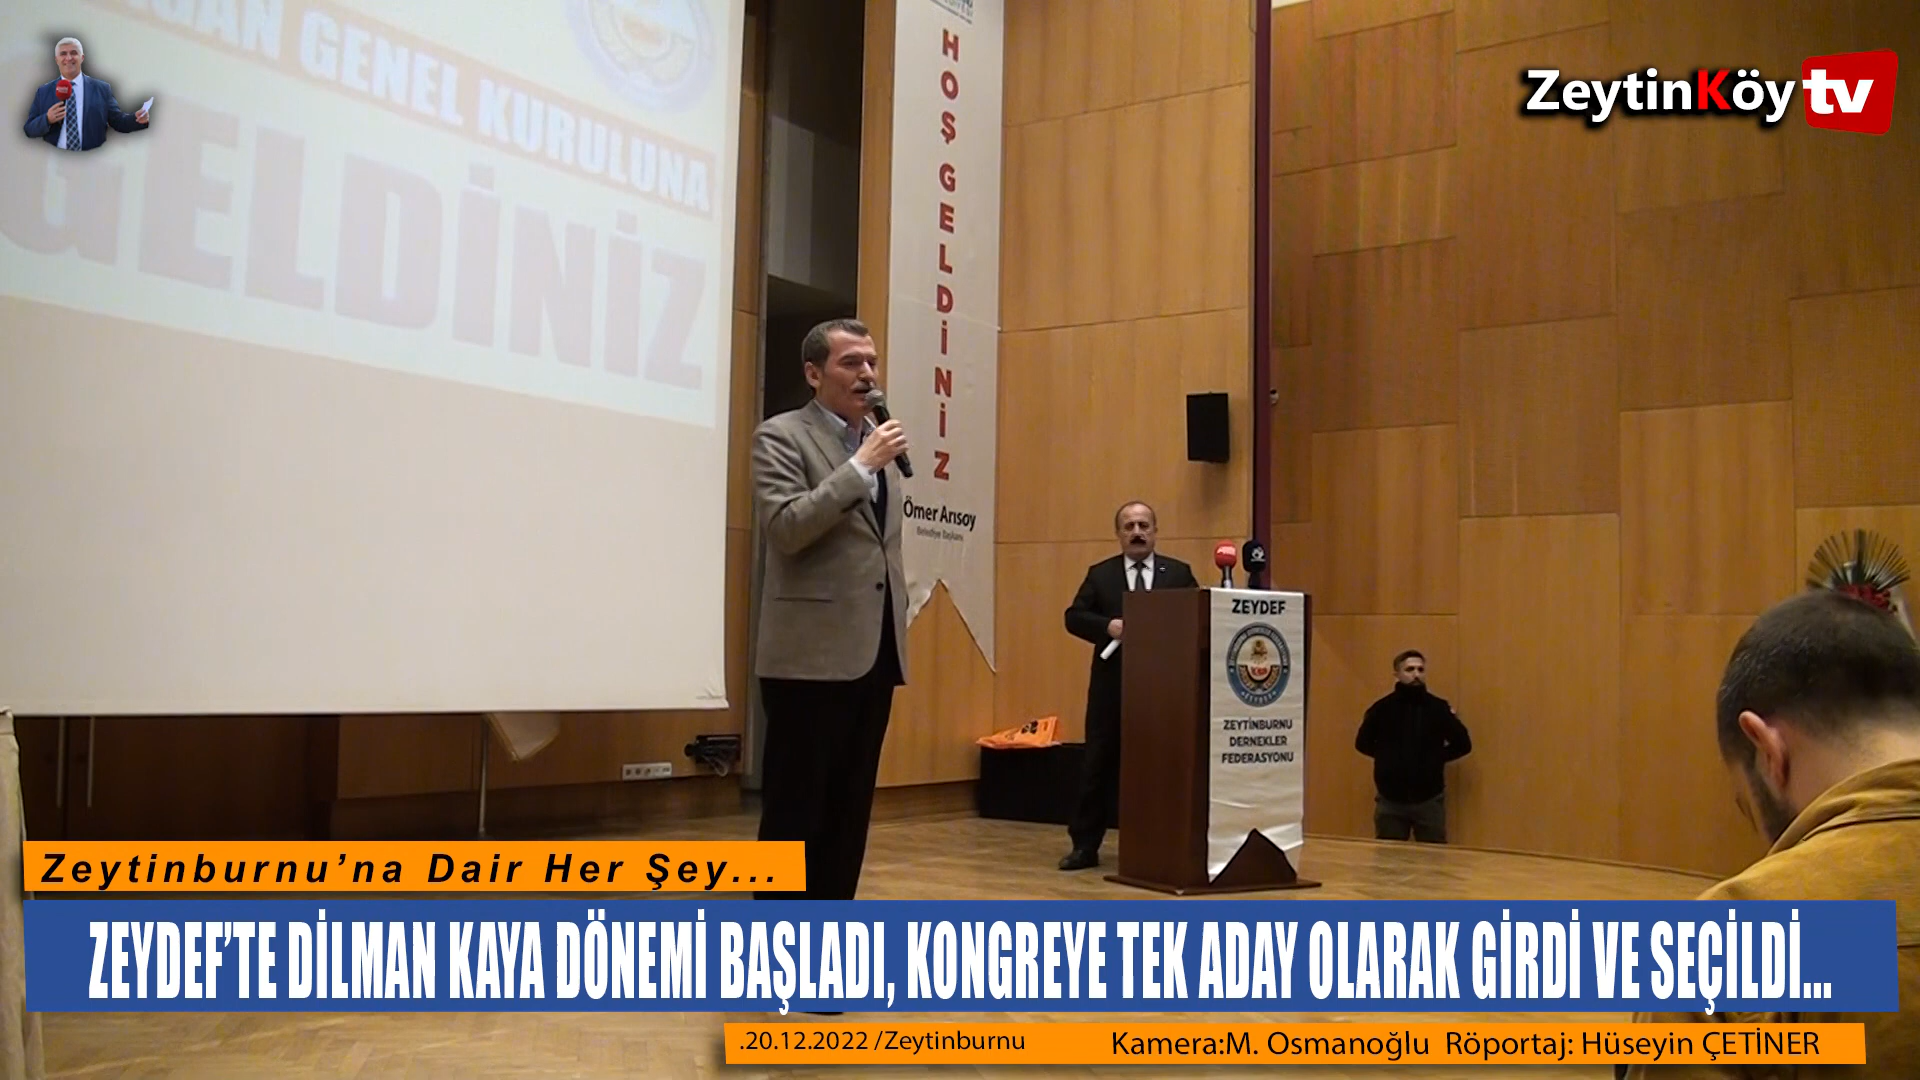 GENEL KURULUNA
GELDİNİZ
HOŞ GELDİNİZ
Ömer Arısoy
Belediye Başkanı
ZeytinKöy tv
ZEYDEF
ZEYTİNBURNU
DERNEKLER
FEDERASYONU
Zeytinburnu’na Dair Her Şey...
ZEYDEF’TE DİLMAN KAYA DÖNEMİ BAŞLADI, KONGREYE TEK ADAY OLARAK GİRDİ VE SEÇİLDİ...
.20.12.2022 /Zeytinburnu
Kamera:M. Osmanoğlu Röportaj: Hüseyin ÇETİNER